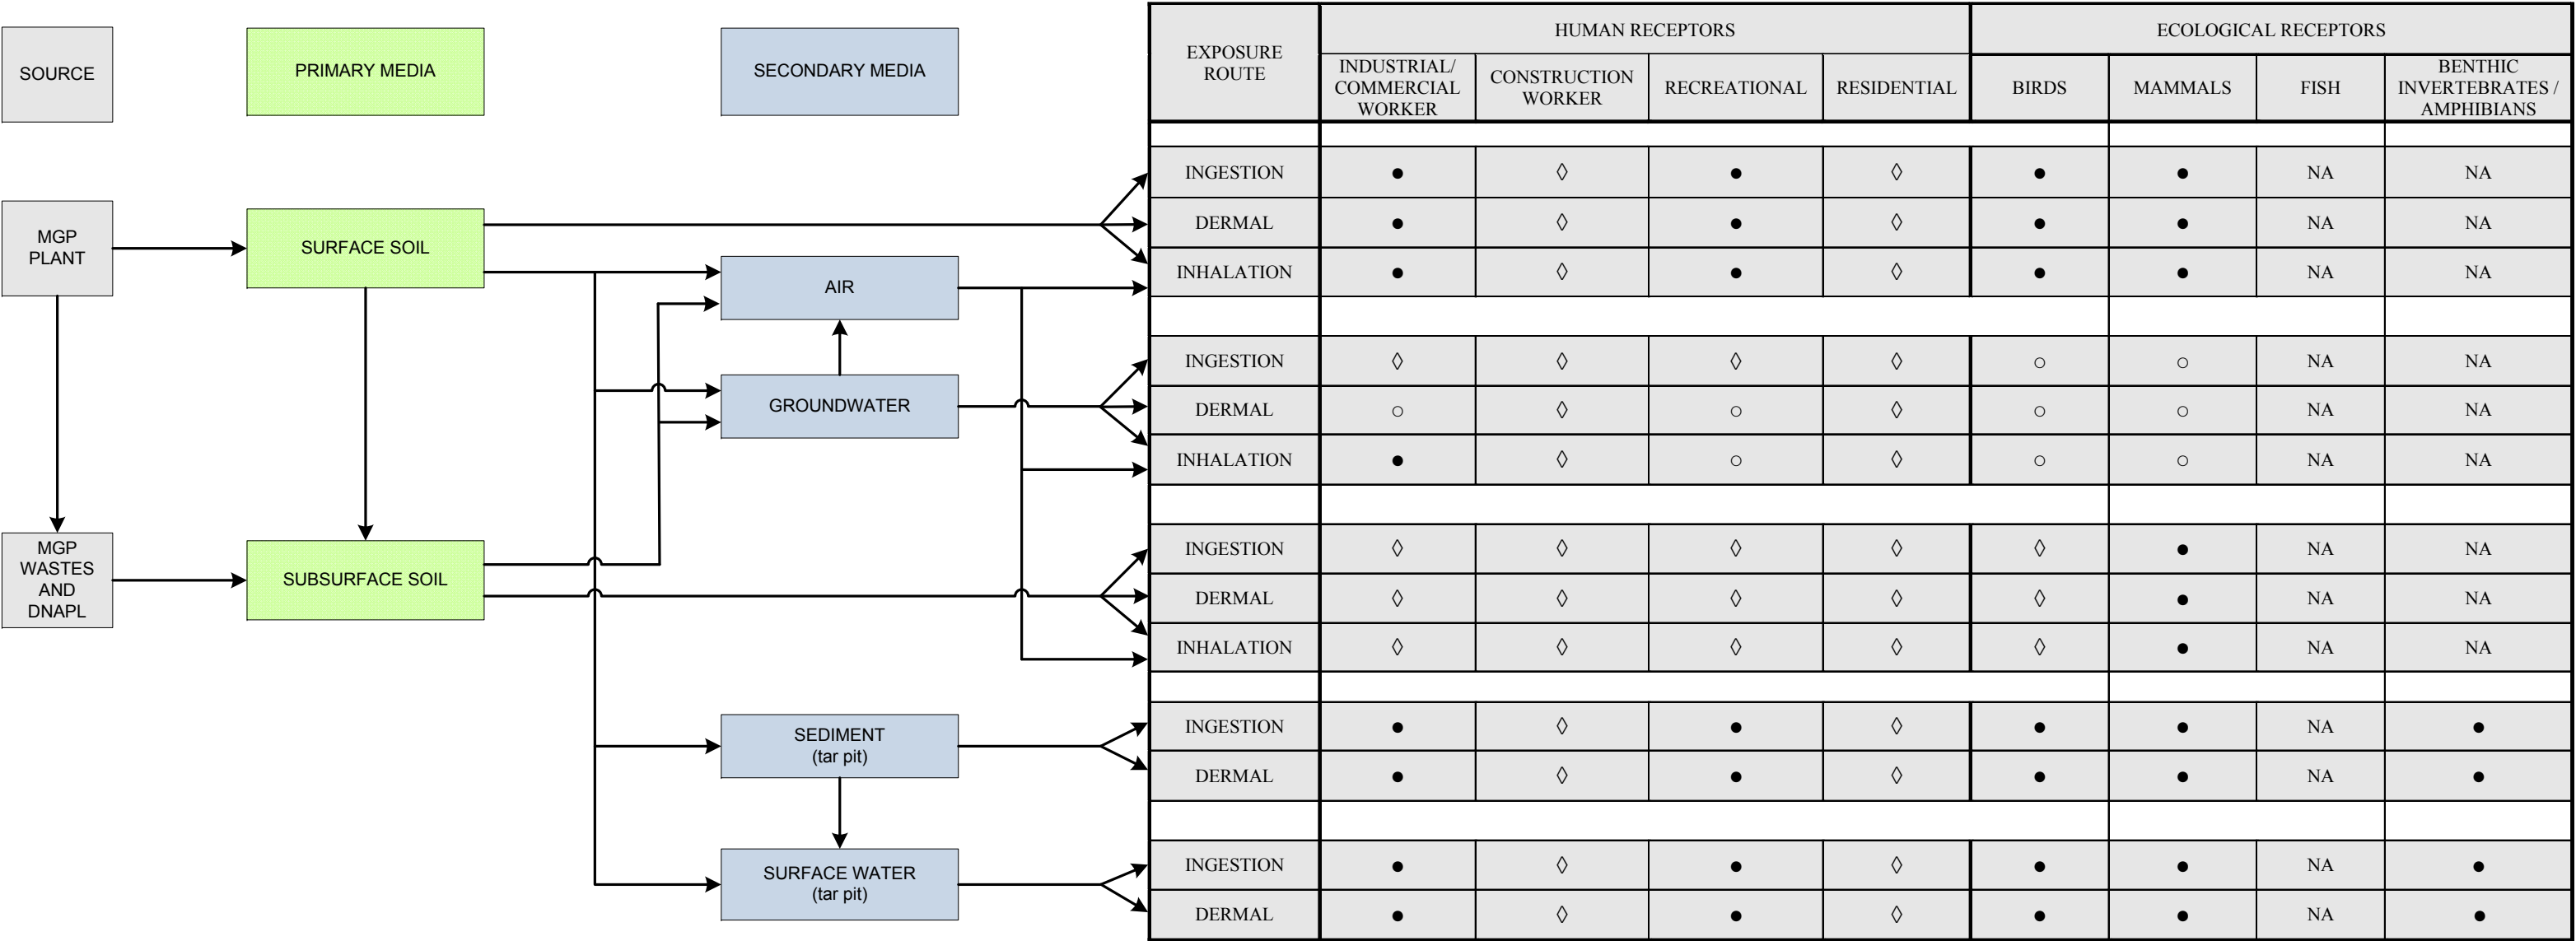 SOURCE
PRIMARY MEDIA
SECONDARY MEDIA
MGP
PLANT
SURFACE SOIL
AIR
GROUNDWATER
MGP
WASTES
AND
DNAPL
SUBSURFACE SOIL
SEDIMENT
(tar pit)
SURFACE WATER
(tar pit)
EXPOSURE
ROUTE
HUMAN RECEPTORS
ECOLOGICAL RECEPTORS
INDUSTRIAL/
COMMERCIAL
WORKER
CONSTRUCTION
WORKER
RECREATIONAL
RESIDENTIAL
BIRDS
MAMMALS
FISH
BENTHIC
INVERTEBRATES /
AMPHIBIANS
INGESTION ● ◊ ● ◊ ● ● NA NA
DERMAL ● ◊ ● ◊ ● ● NA NA
INHALATION ● ◊ ● ◊ ● ● NA NA
INGESTION ◊ ◊ ◊ ◊ ○ ○ NA NA
DERMAL ○ ◊ ○ ◊ ○ ○ NA NA
INHALATION ● ◊ ○ ◊ ○ ○ NA NA
INGESTION ◊ ◊ ◊ ◊ ◊ ● NA NA
DERMAL ◊ ◊ ◊ ◊ ◊ ● NA NA
INHALATION ◊ ◊ ◊ ◊ ◊ ● NA NA
INGESTION ● ◊ ● ◊ ● ● NA ●
DERMAL ● ◊ ● ◊ ● ● NA ●
INGESTION ● ◊ ● ◊ ● ● NA ●
DERMAL ● ◊ ● ◊ ● ● NA ●